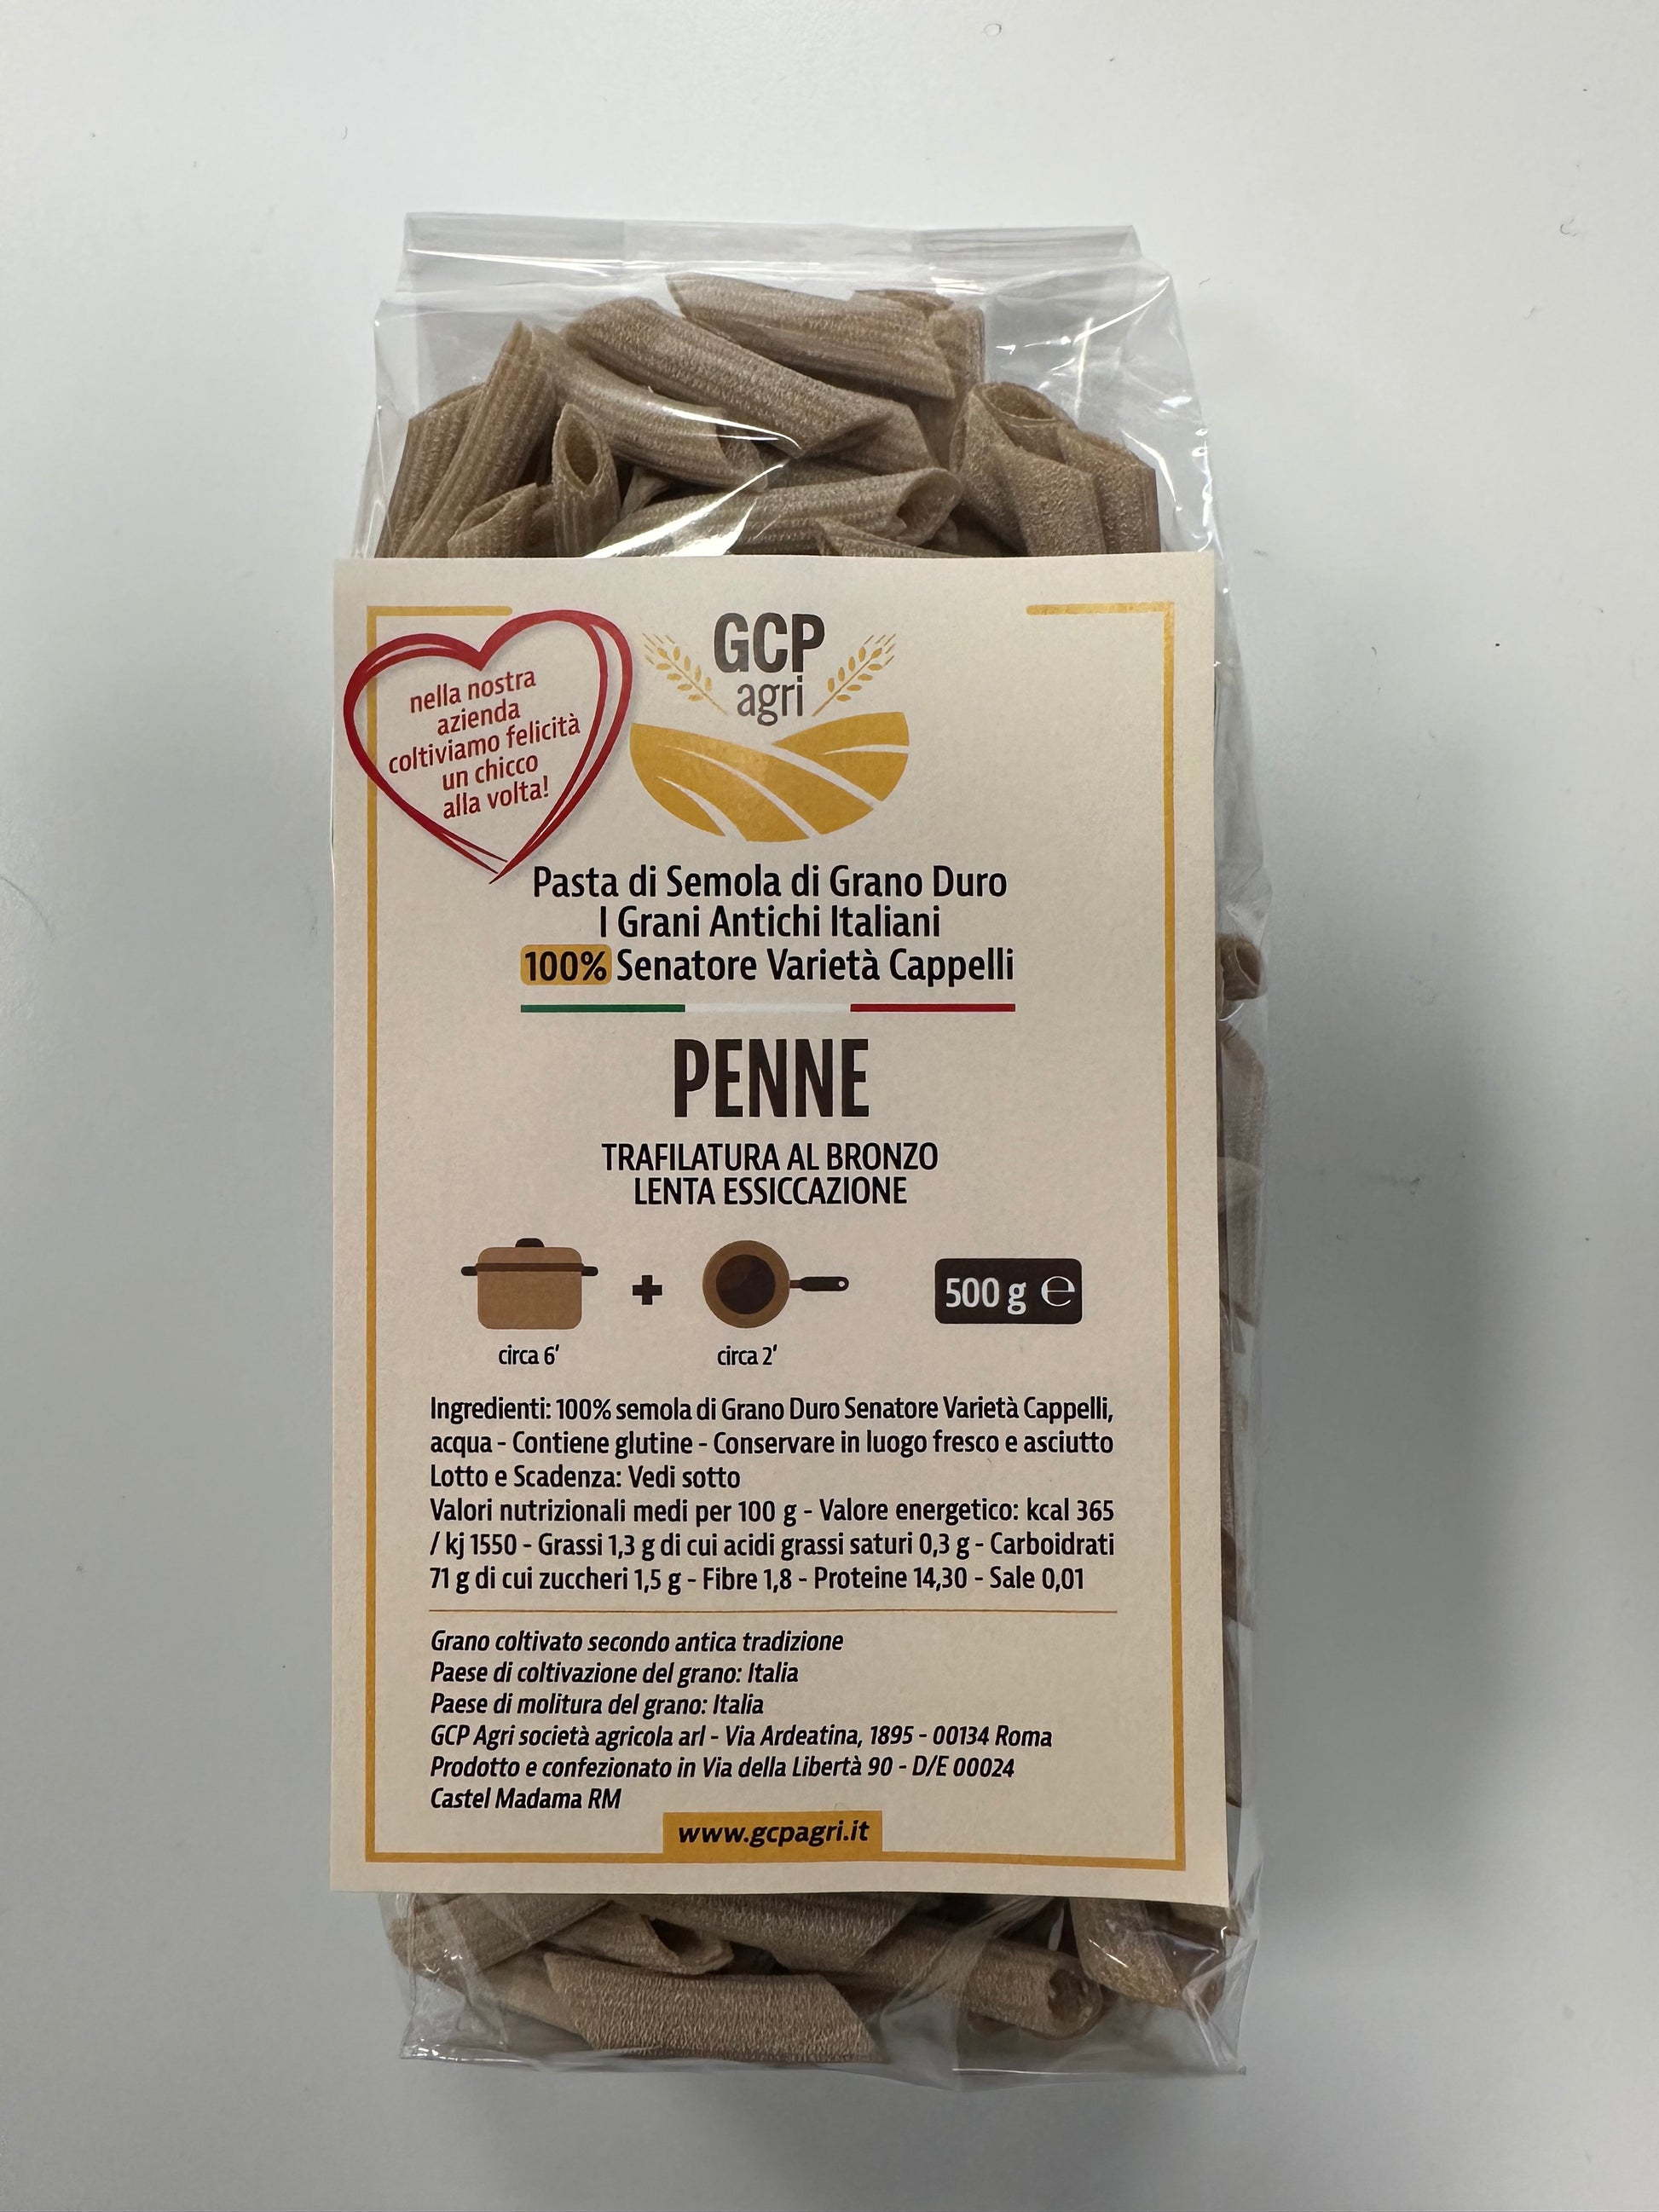 nella nostra
azienda
coltiviamo felicità
un chicco
alla volta!
GCP
agri
Pasta di Semola di Grano Duro
I Grani Antichi Italiani
100% Senatore Varietà Cappelli
PENNE
TRAFILATURA AL BRONZO
LENTA ESSICCAZIONE
+
500 g ℮
circa 6'
circa 2'
Ingredienti: 100% semola di Grano Duro Senatore Varietà Cappelli,
acqua - Contiene glutine - Conservare in luogo fresco e asciutto
Lotto e Scadenza: Vedi sotto
Valori nutrizionali medi per 100 g - Valore energetico: kcal 365
/ kj 1550 - Grassi 1,3 g di cui acidi grassi saturi 0,3 g - Carboidrati
71 g di cui zuccheri 1,5 g - Fibre 1,8 - Proteine 14,30 - Sale 0,01
Grano coltivato secondo antica tradizione
Paese di coltivazione del grano: Italia
Paese di molitura del grano: Italia
GCP Agri società agricola arl - Via Ardeatina, 1895 - 00134 Roma
Prodotto e confezionato in Via della Libertà 90 - D/E 00024
Castel Madama RM
www.gcpagri.it